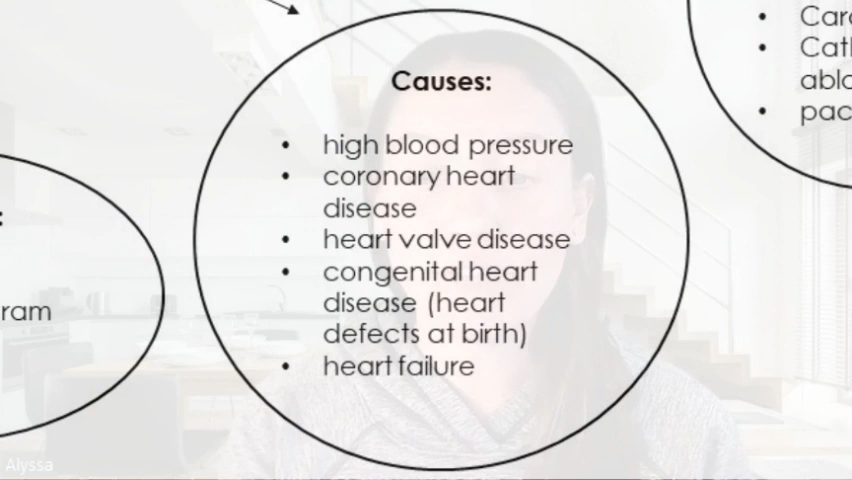 Causes:
• high blood pressure
• coronary heart
disease
• heart valve disease
• congenital heart
disease (heart
defects at birth)
• heart failure
Alyssa